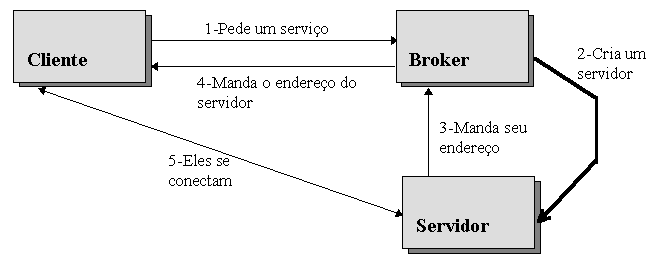 1-Pede um serviço
Cliente
Broker
2-Cria um
servidor
4-Manda o endereço do
servidor
3-Manda seu
endereço
5-Eles se
conectam
Servidor